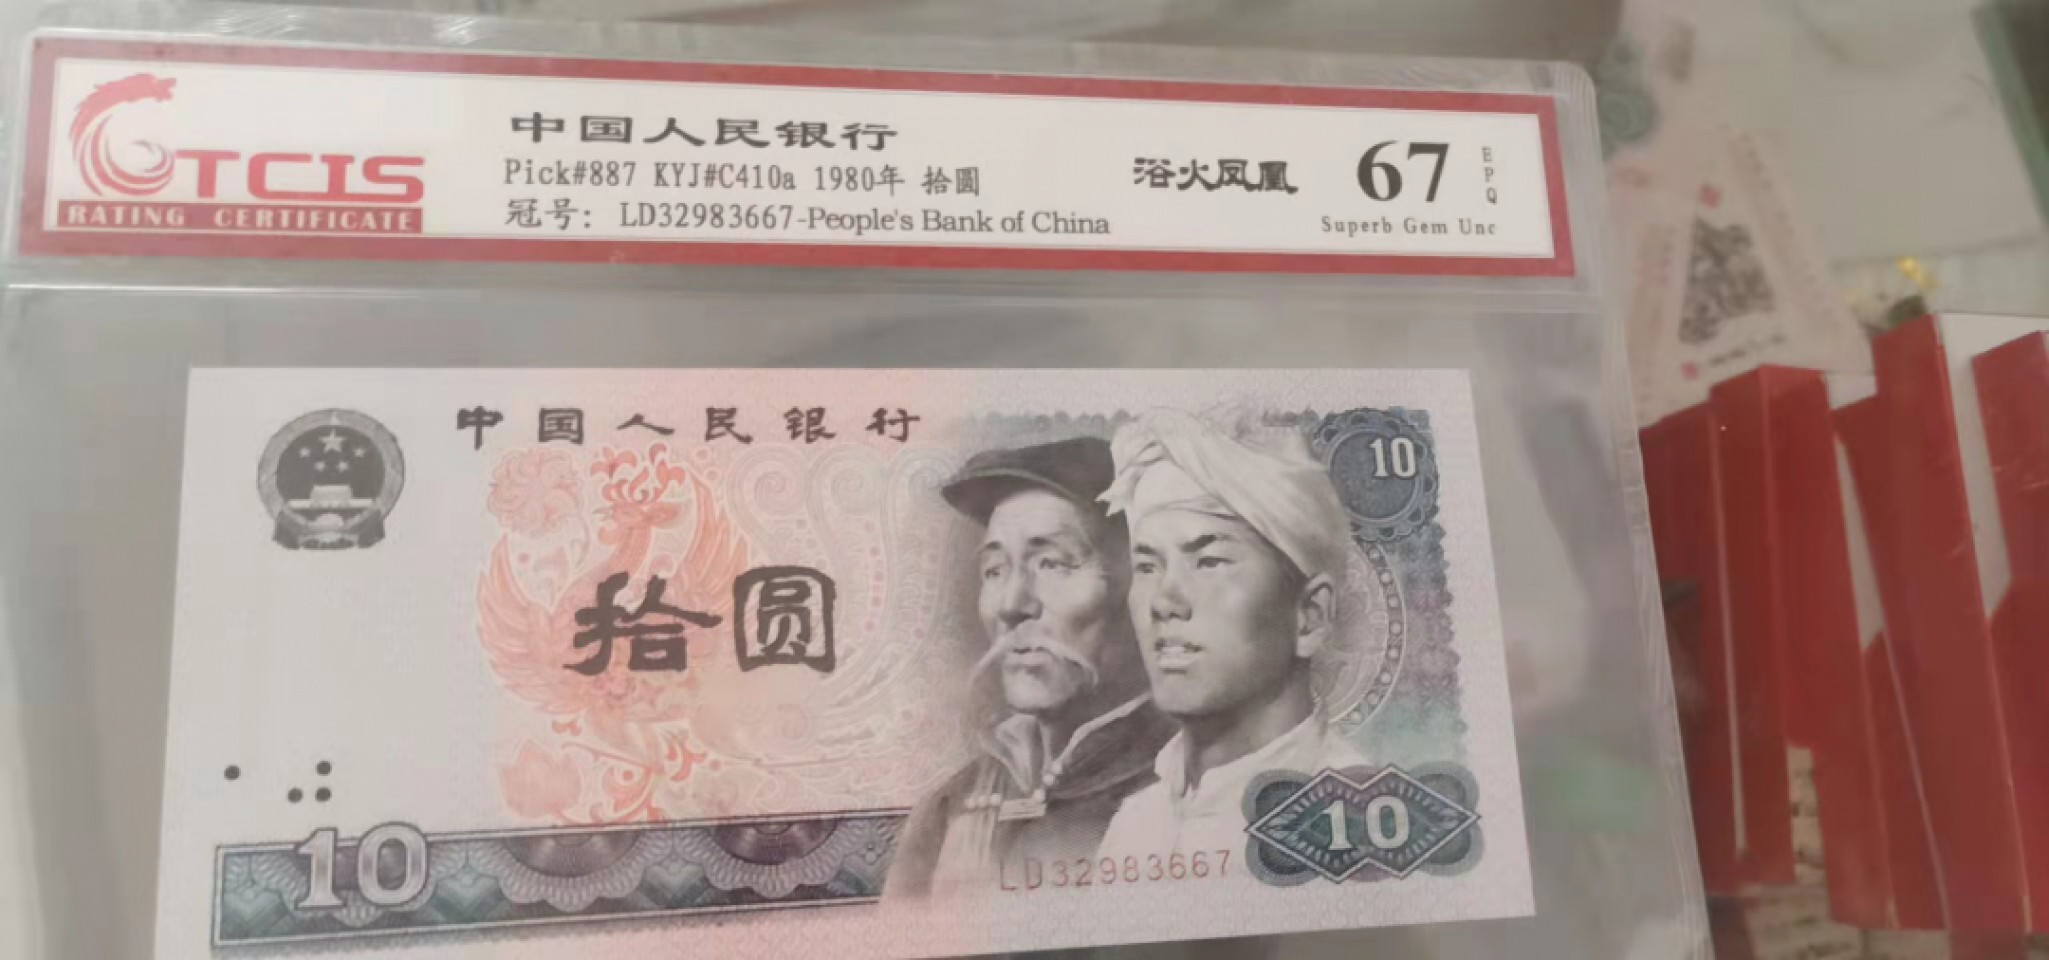 TCIS
RATING CERTIFICATE
中国人民银行
Pick#887 KYJ#C410a 1980年 拾圆
冠号: LD32983667-People's Bank of China
浴火凤凰
67
EPQ
Superb Gem Unc
中国人民银行
10
拾圆
10
10
LD32983667